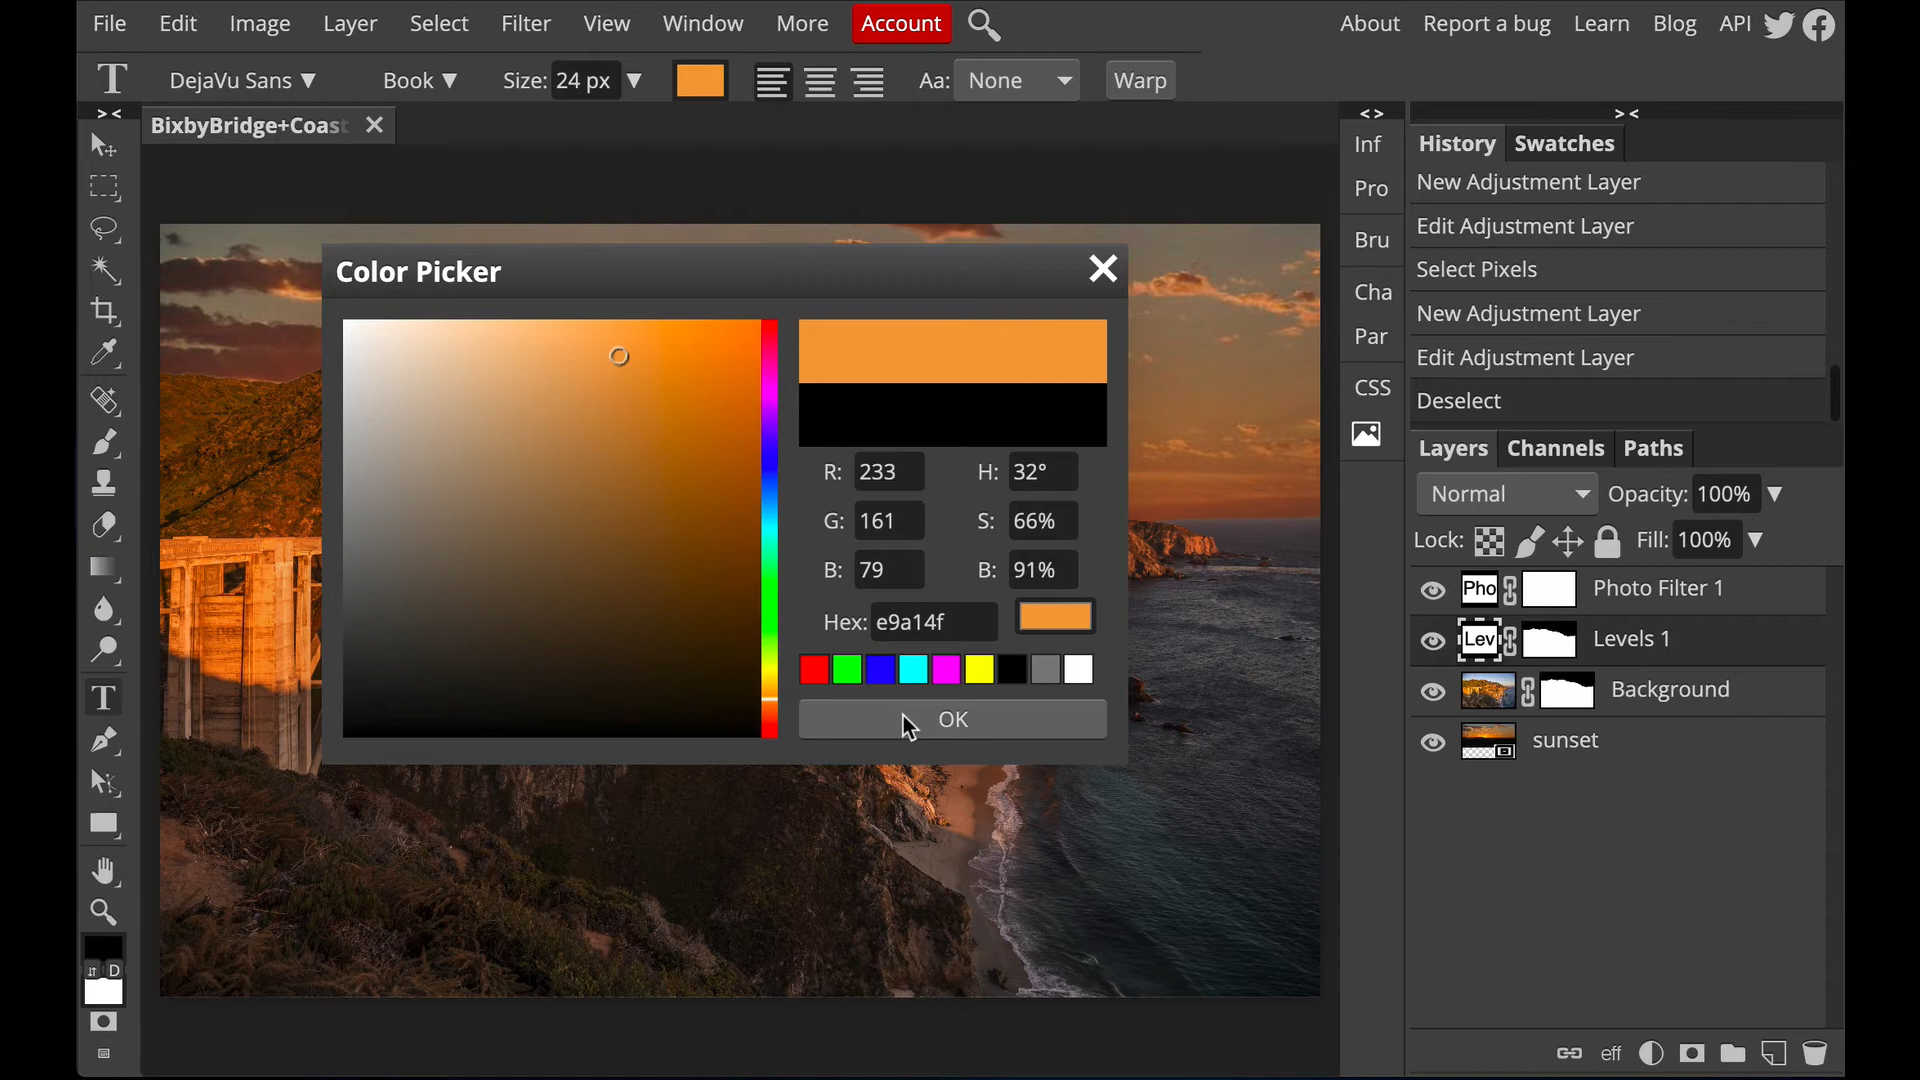 File Edit Image Layer Select Filter View Window More Account About Report a bug Learn Blog API
T DejaVu Sans Book Size: 24 px Aa: None Warp
> < < > > <
BixbyBridge+Coast
Inf
Pro
Bru
Cha
Par
CSS
History Swatches
New Adjustment Layer
Edit Adjustment Layer
Select Pixels
New Adjustment Layer
Edit Adjustment Layer
Deselect
Color Picker
R: 233 H: 32°
G: 161 S: 66%
B: 79 B: 91%
Hex: e9a14f
OK
Layers Channels Paths
Normal Opacity: 100%
Lock: Fill: 100%
Pho Photo Filter 1
Lev Levels 1
Background
sunset
T
D
eff